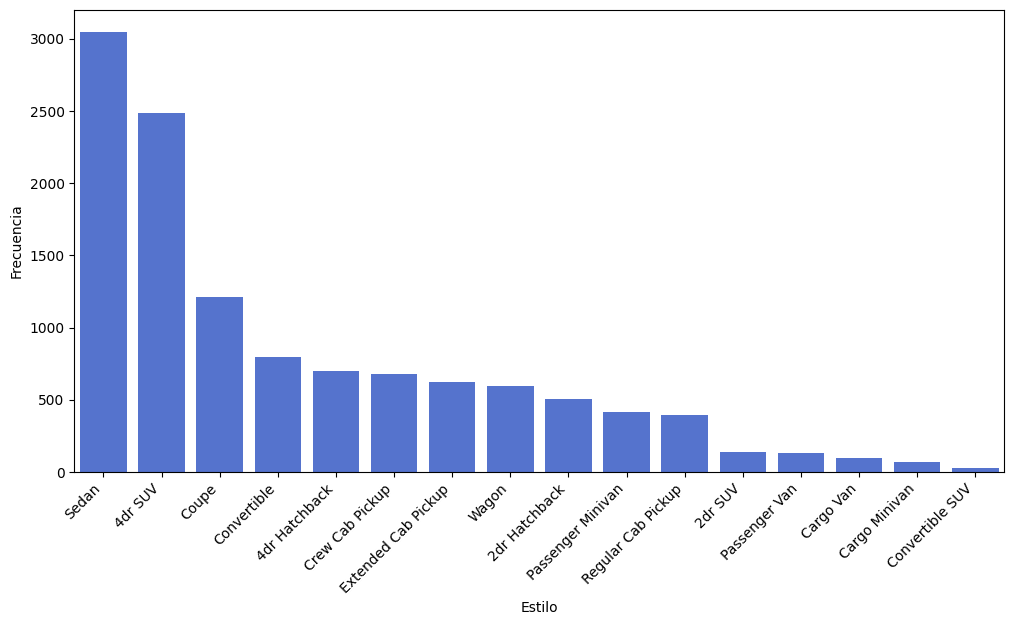 3000
2500
2000
1500
1000
500
0
Frecuencia
Sedan
4dr SUV
Coupe
Convertible
4dr Hatchback
Crew Cab Pickup
Extended Cab Pickup
Wagon
2dr Hatchback
Passenger Minivan
Regular Cab Pickup
2dr SUV
Passenger Van
Cargo Van
Cargo Minivan
Convertible SUV
Estilo